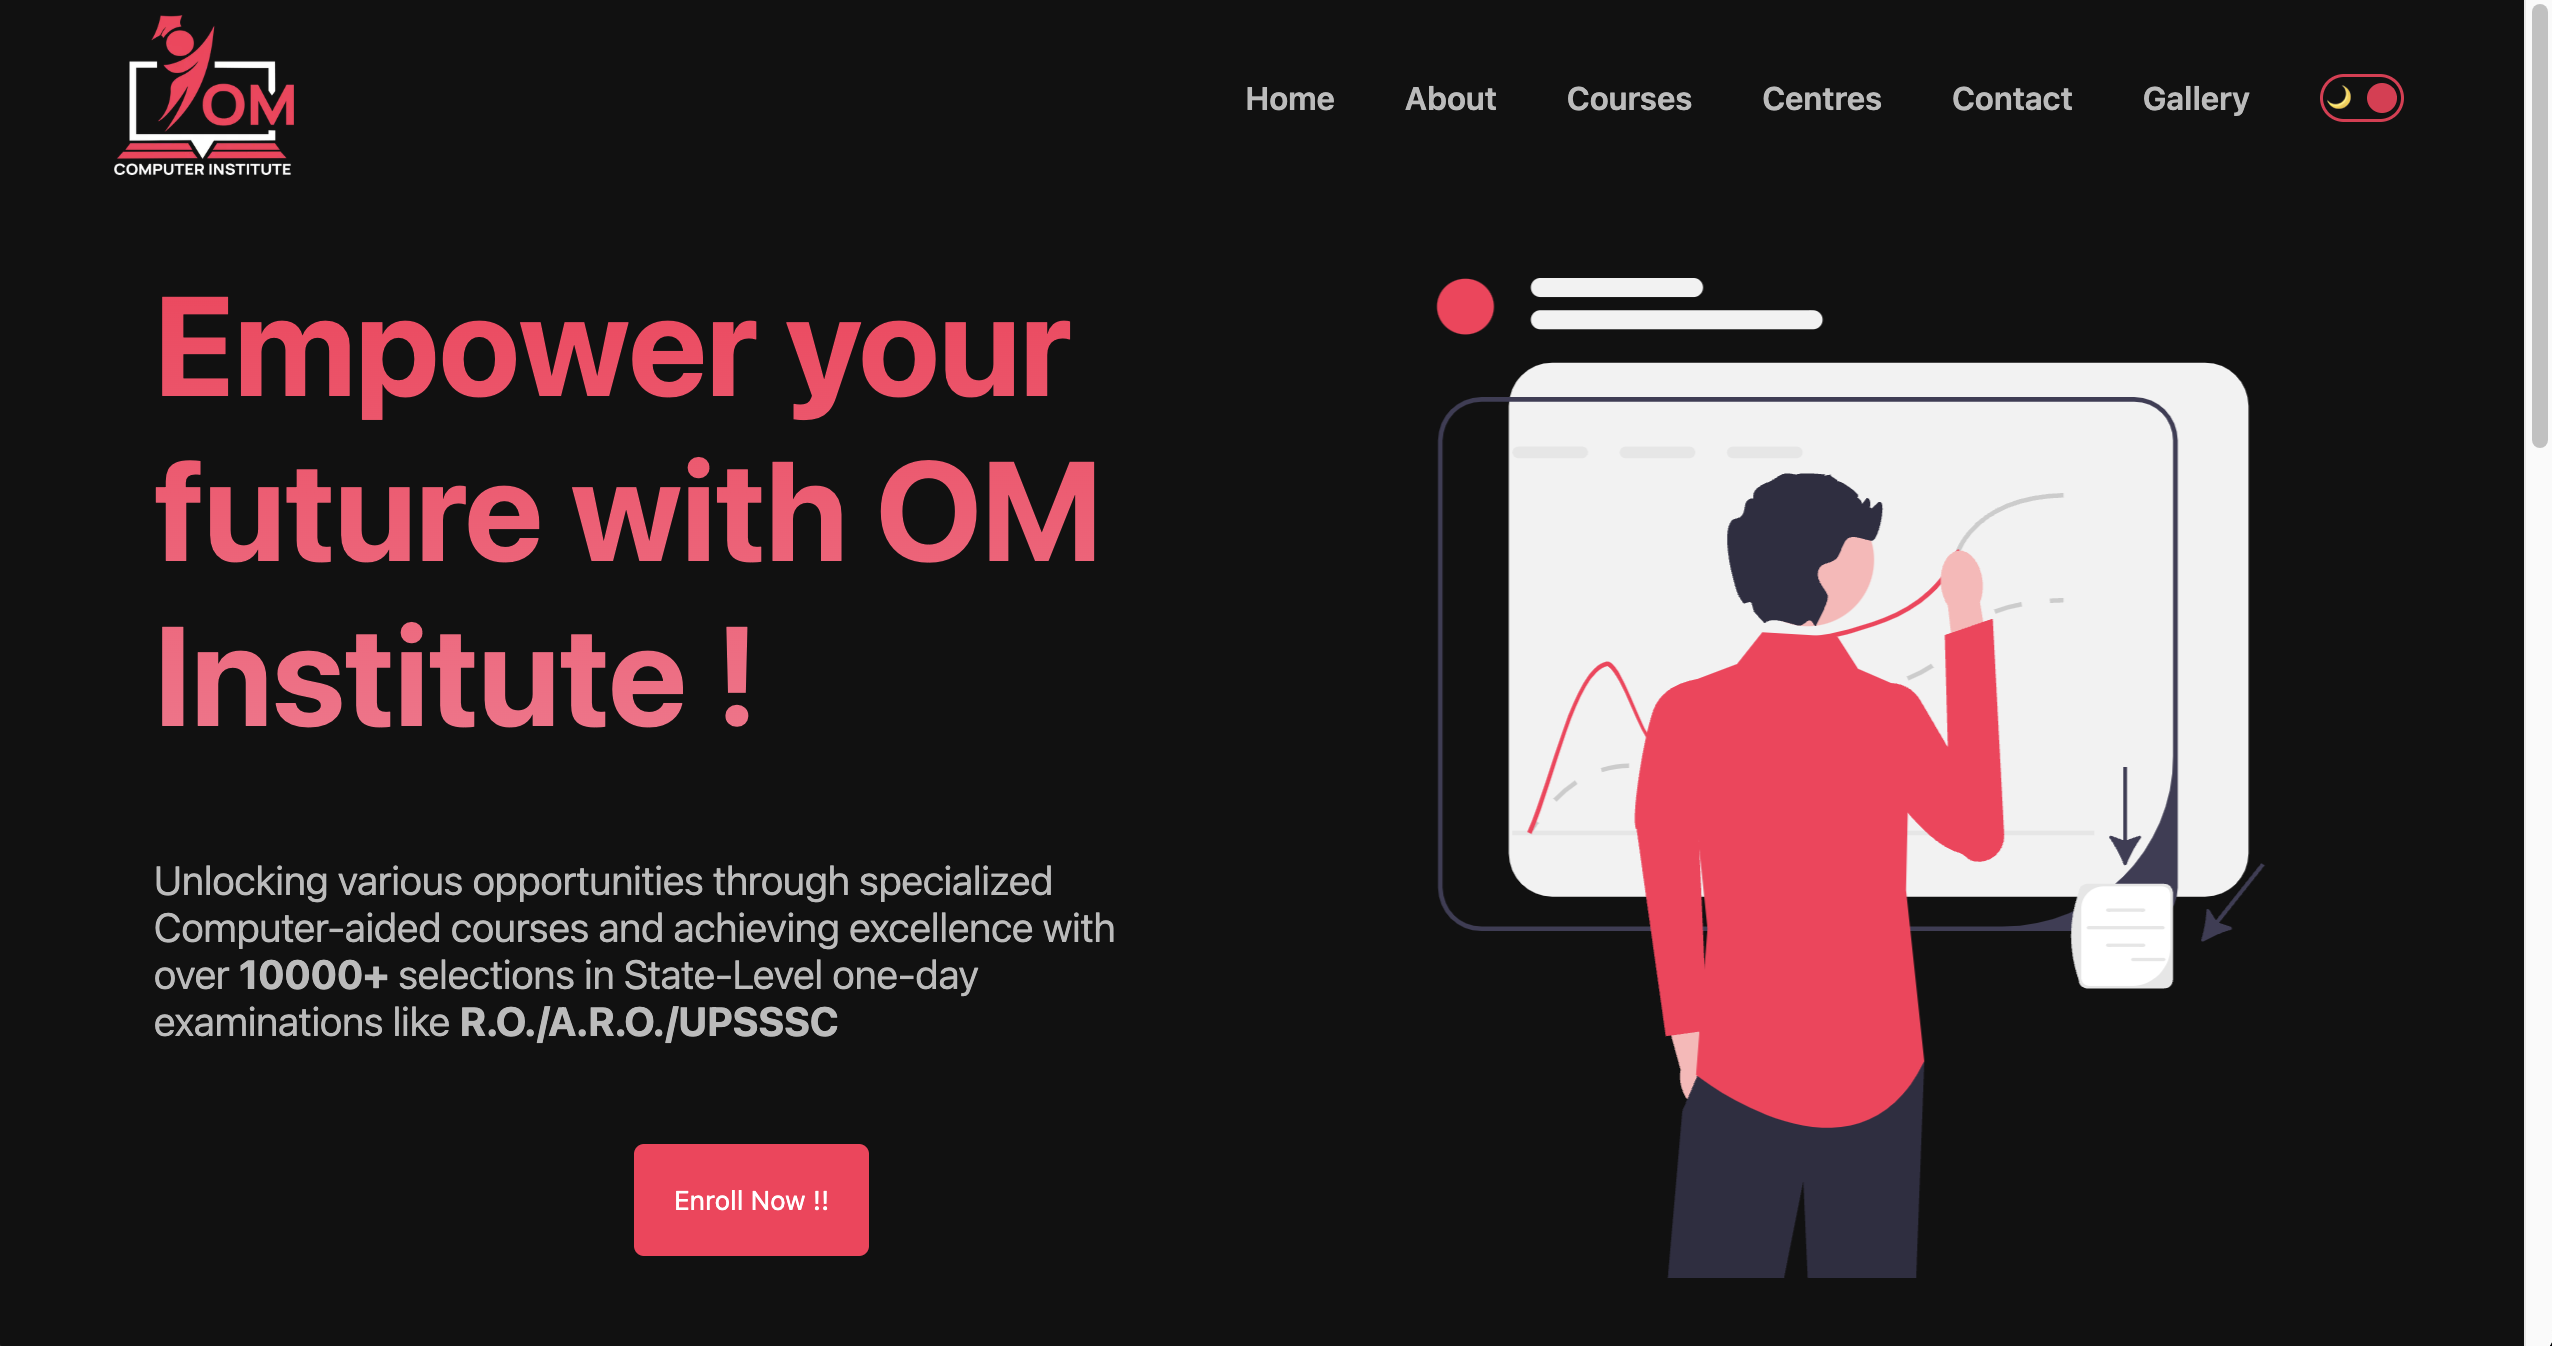 OM
COMPUTER INSTITUTE
Home About Courses Centres Contact Gallery
Empower your
future with OM
Institute !
Unlocking various opportunities through specialized
Computer-aided courses and achieving excellence with
over 10000+ selections in State-Level one-day
examinations like R.O./A.R.O./UPSSSC
Enroll Now !!